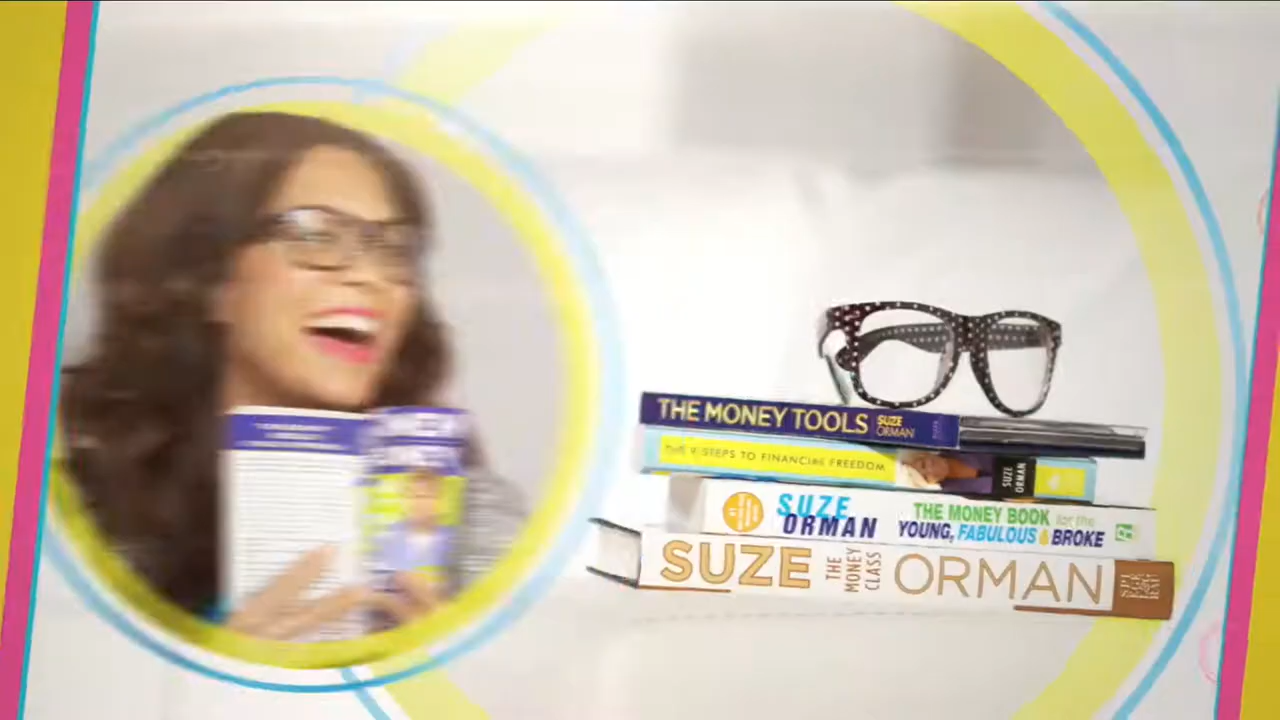 THE MONEY TOOLS SUZE ORMAN
THE 9 STEPS TO FINANCIAL FREEDOM SUZE ORMAN
SUZE ORMAN THE MONEY BOOK for the YOUNG, FABULOUS & BROKE
SUZE THE MONEY CLASS ORMAN